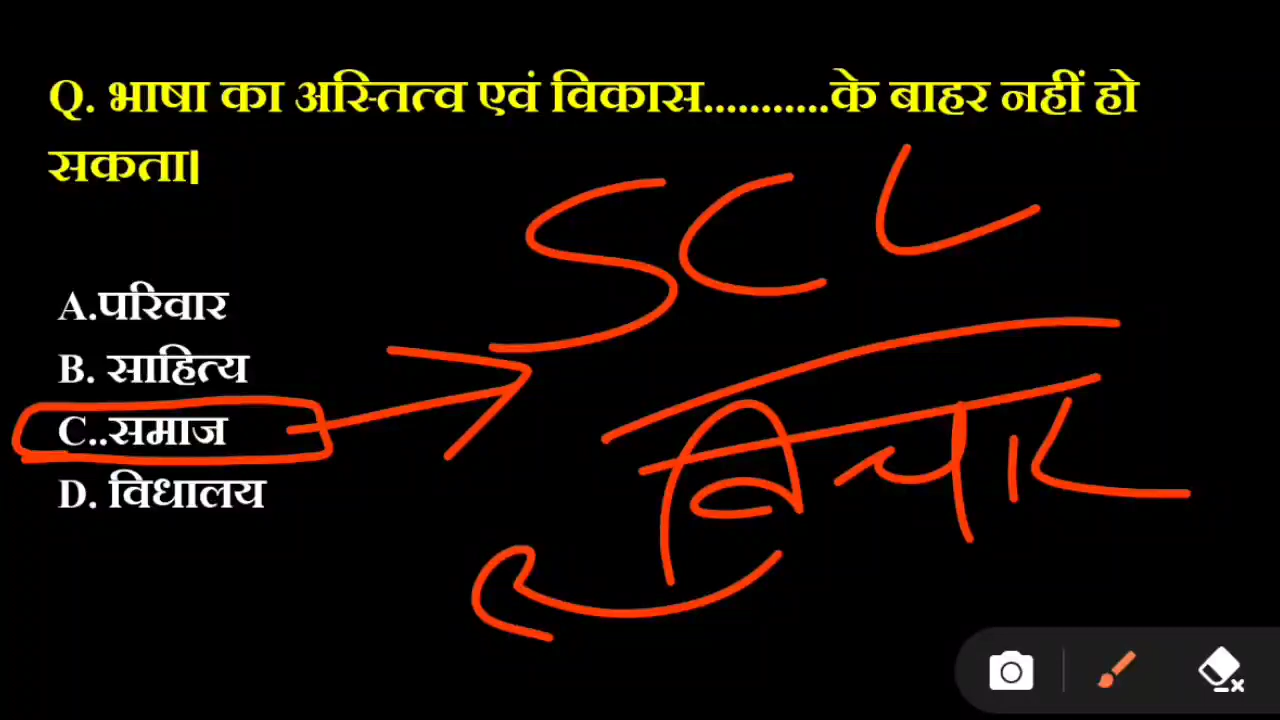 Q. भाषा का अस्तित्व एवं विकास...........के बाहर नहीं हो
सकता।
SCL
A.परिवार
B. साहित्य
C..समाज
विचार
D. विधालय